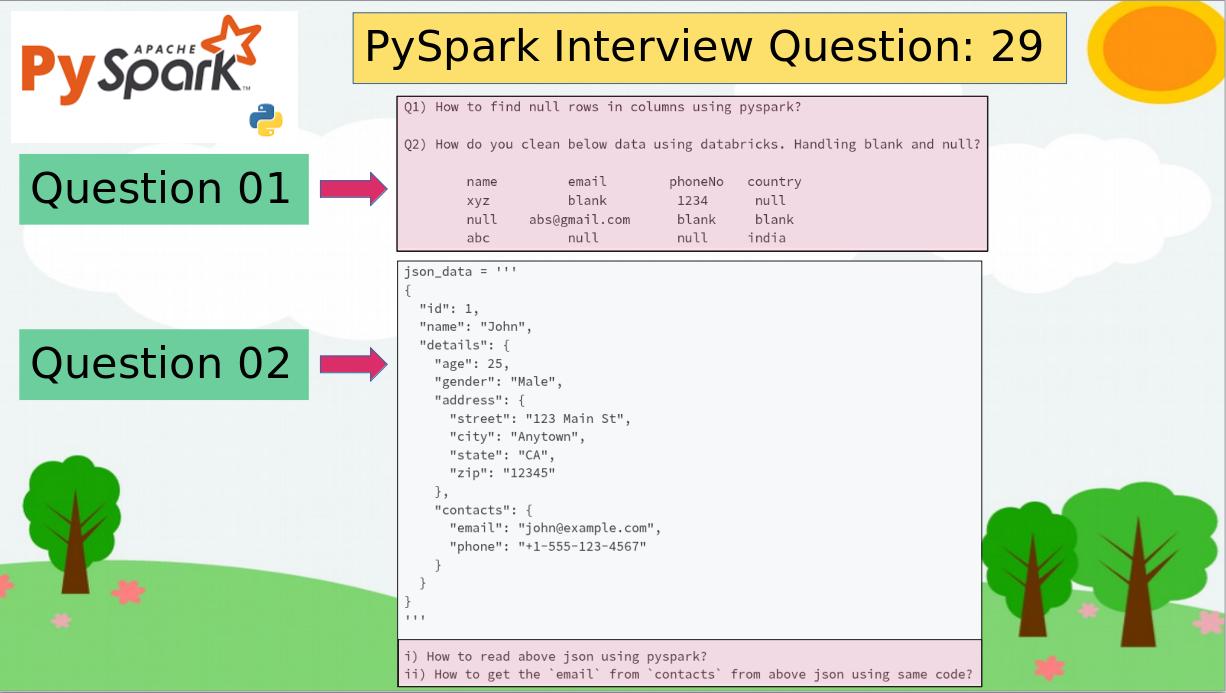 APACHE
PySpark™
PySpark Interview Question: 29
Question 01
Q1) How to find null rows in columns using pyspark?
Q2) How do you clean below data using databricks. Handling blank and null?
name email phoneNo country
xyz blank 1234 null
null abs@gmail.com blank blank
abc null null india
Question 02
json_data = '''
{
  "id": 1,
  "name": "John",
  "details": {
    "age": 25,
    "gender": "Male",
    "address": {
      "street": "123 Main St",
      "city": "Anytown",
      "state": "CA",
      "zip": "12345"
    },
    "contacts": {
      "email": "john@example.com",
      "phone": "+1-555-123-4567"
    }
  }
}
'''
i) How to read above json using pyspark?
ii) How to get the `email` from `contacts` from above json using same code?